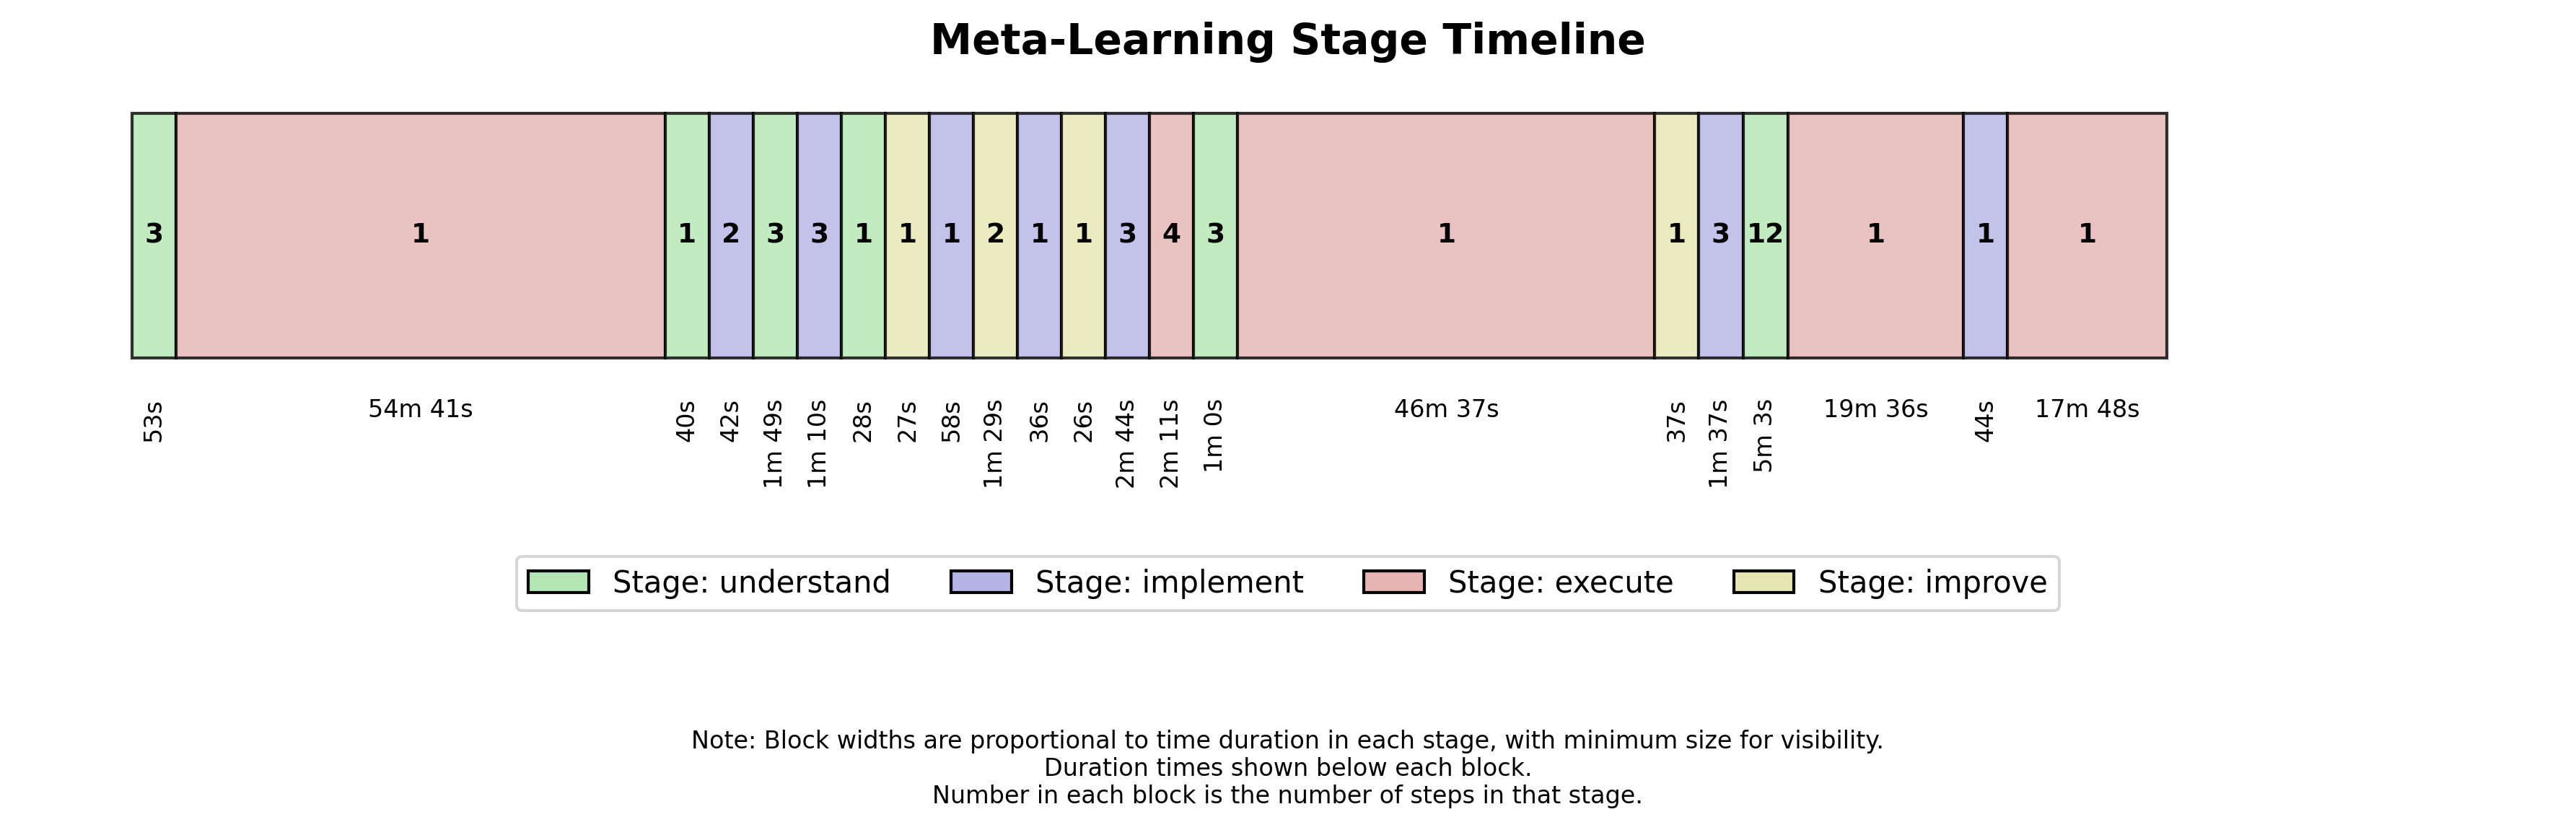 Meta-Learning Stage Timeline
3 1 1 2 3 3 1 1 1 2 1 1 3 4 3 1 1 3 12 1 1 1
53s 54m 41s 40s 42s 1m 49s 1m 10s 28s 27s 58s 1m 29s 36s 26s 2m 44s 2m 11s 1m 0s 46m 37s 37s 1m 37s 5m 3s 19m 36s 44s 17m 48s
Stage: understand Stage: implement Stage: execute Stage: improve
Note: Block widths are proportional to time duration in each stage, with minimum size for visibility.
Duration times shown below each block.
Number in each block is the number of steps in that stage.